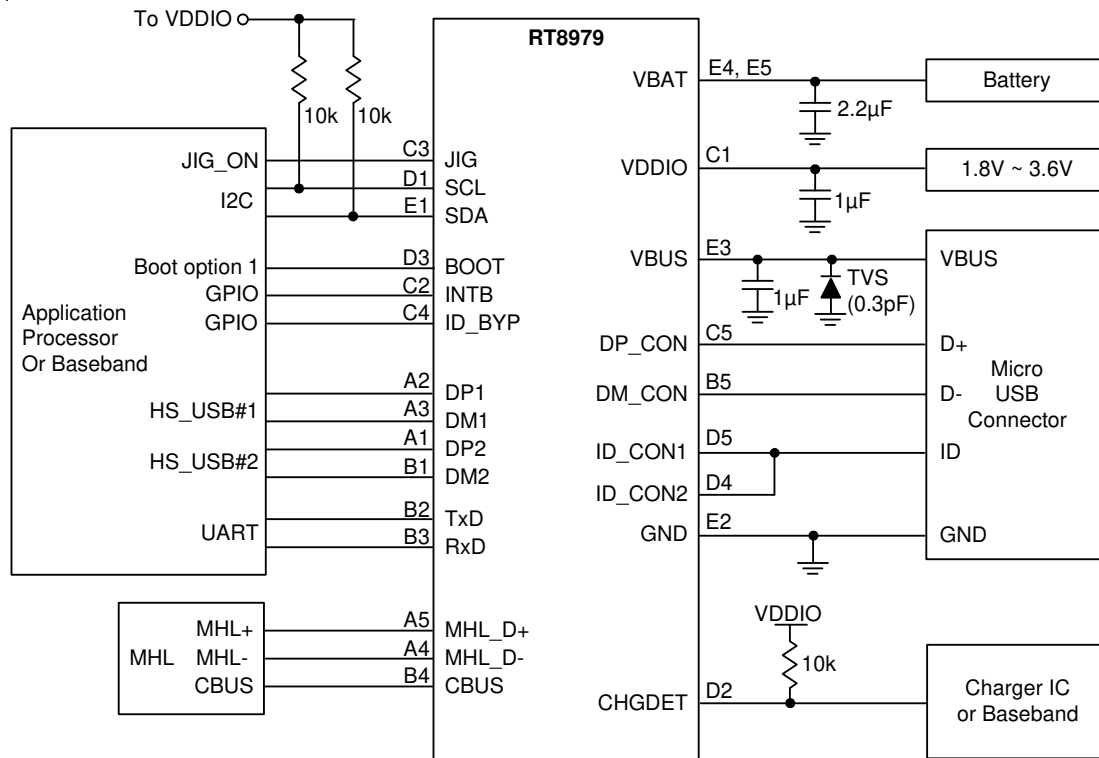 To VDDIO
10k
10k
RT8979
Application
Processor
Or Baseband
JIG_ON
I2C
Boot option 1
GPIO
GPIO
HS_USB#1
HS_USB#2
UART
C3
D1
E1
D3
C2
C4
A2
A3
A1
B1
B2
B3
JIG
SCL
SDA
BOOT
INTB
ID_BYP
DP1
DM1
DP2
DM2
TxD
RxD
MHL
MHL+
MHL-
CBUS
A5
A4
B4
MHL_D+
MHL_D-
CBUS
VBAT
E4, E5
2.2µF
Battery
VDDIO
C1
1µF
1.8V ~ 3.6V
VBUS
E3
1µF
TVS
(0.3pF)
DP_CON
C5
DM_CON
B5
ID_CON1
D5
ID_CON2
D4
GND
E2
VBUS
D+
D-
ID
GND
Micro
USB
Connector
VDDIO
10k
CHGDET
D2
Charger IC
or Baseband